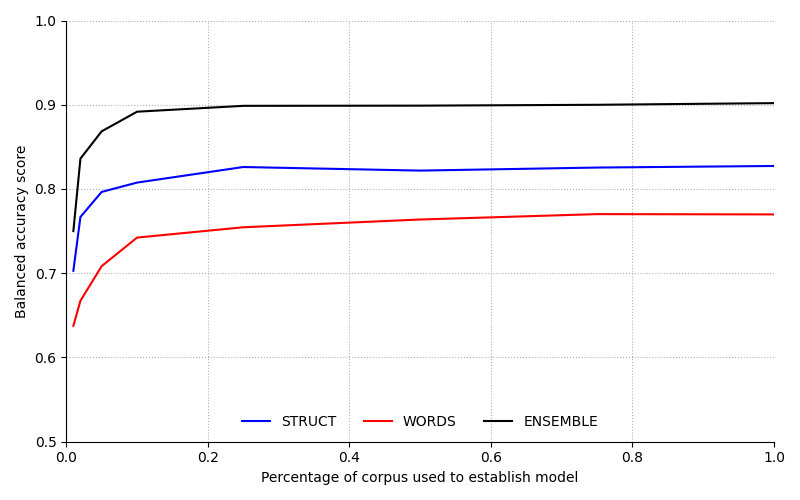 1.0
0.9
0.8
0.7
0.6
0.5
Balanced accuracy score
STRUCT WORDS ENSEMBLE
0.0 0.2 0.4 0.6 0.8 1.0
Percentage of corpus used to establish model